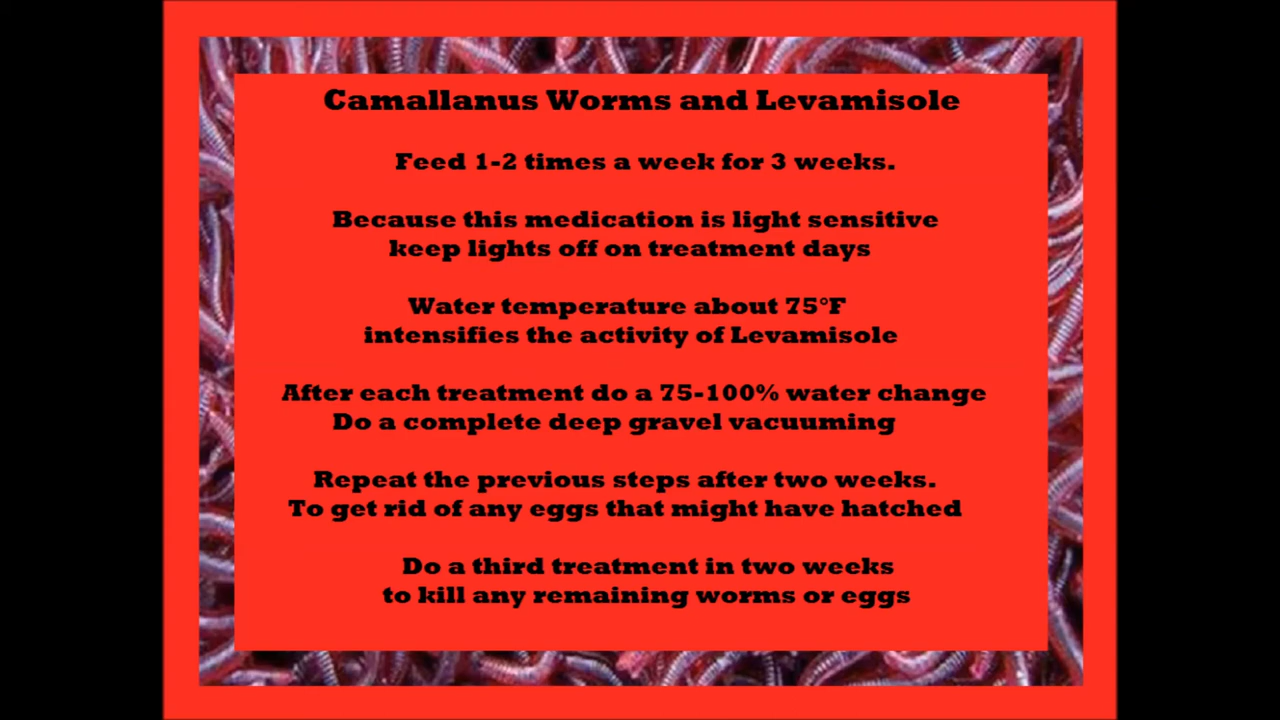 Camallanus Worms and Levamisole
Feed 1-2 times a week for 3 weeks.
Because this medication is light sensitive
keep lights off on treatment days
Water temperature about 75°F
intensifies the activity of Levamisole
After each treatment do a 75-100% water change
Do a complete deep gravel vacuuming
Repeat the previous steps after two weeks.
To get rid of any eggs that might have hatched
Do a third treatment in two weeks
to kill any remaining worms or eggs